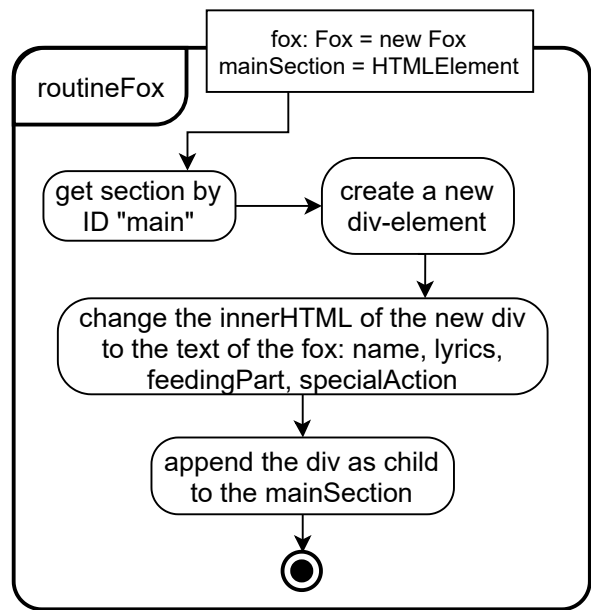 fox: Fox = new Fox
mainSection = HTMLElement
routineFox
get section by
ID "main"
create a new
div-element
change the innerHTML of the new div
to the text of the fox: name, lyrics,
feedingPart, specialAction
append the div as child
to the mainSection